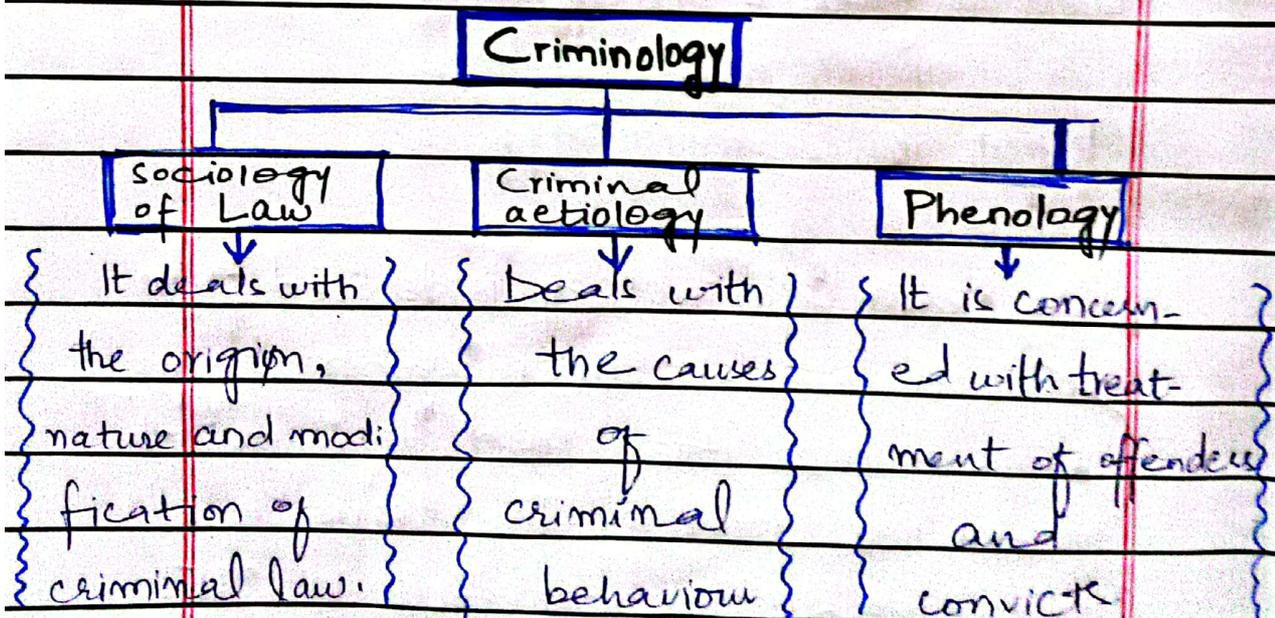 Criminology
Sociology
of Law
It deals with
the origion,
nature and modi
fication of
criminal law.
Criminal
aetiology
Deals with
the causes
of
criminal
behaviour
Phenology
It is concern-
ed with treat-
ment of offenders
and
convicts